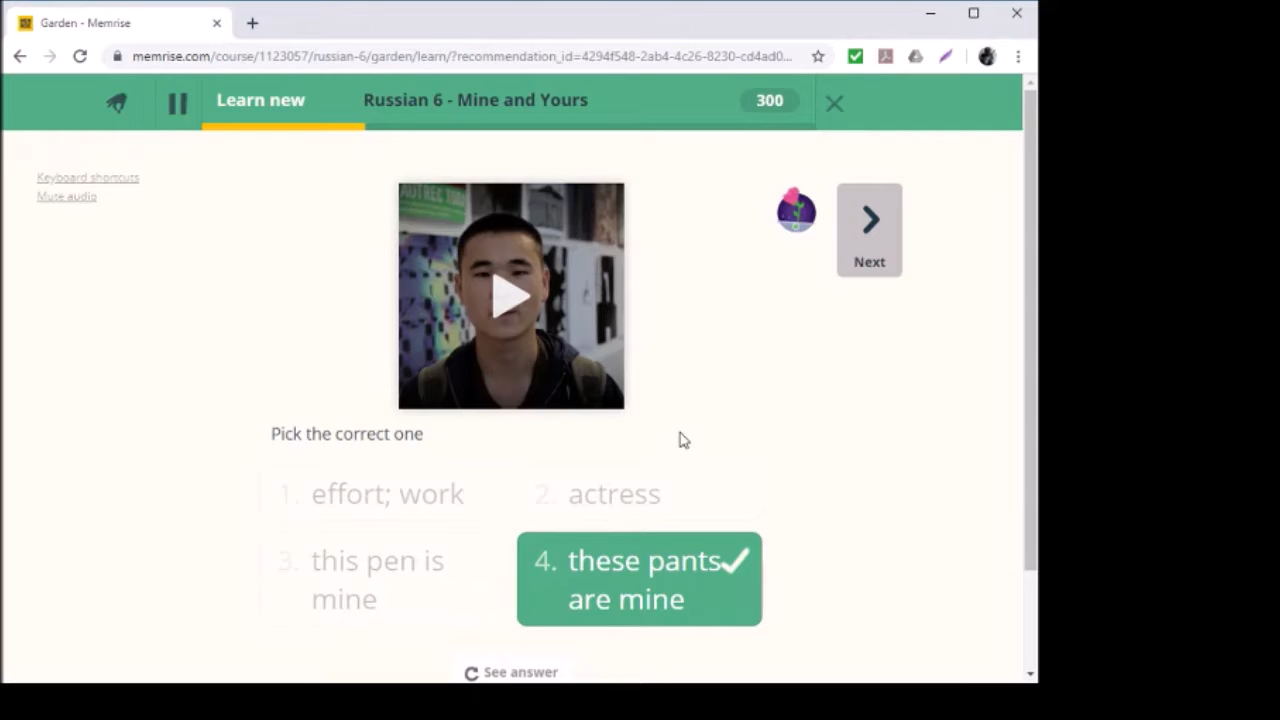 Garden - Memrise
memrise.com/course/1123057/russian-6/garden/learn/?recommendation_id=4294f548-2ab4-4c26-8230-cd4ad0...
Learn new
Russian 6 - Mine and Yours
300
Keyboard shortcuts
Mute audio
AUTREC
Next
Pick the correct one
1. effort; work
2. actress
3. this pen is
mine
4. these pants
are mine
See answer